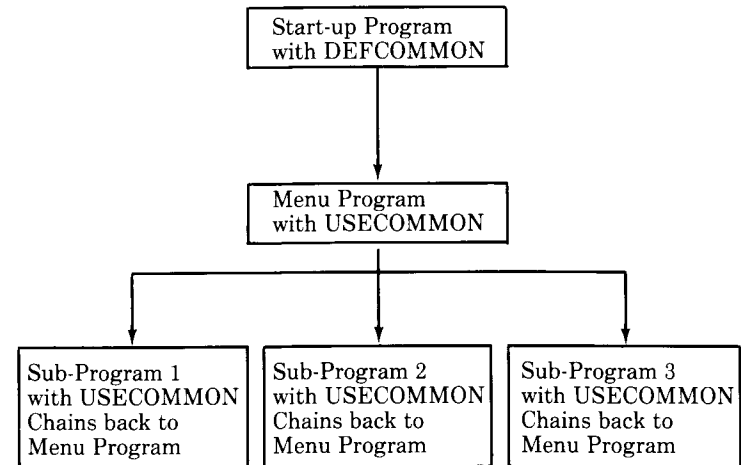 Start-up Program
with DEFCOMMON
Menu Program
with USECOMMON
Sub-Program 1
with USECOMMON
Chains back to
Menu Program
Sub-Program 2
with USECOMMON
Chains back to
Menu Program
Sub-Program 3
with USECOMMON
Chains back to
Menu Program